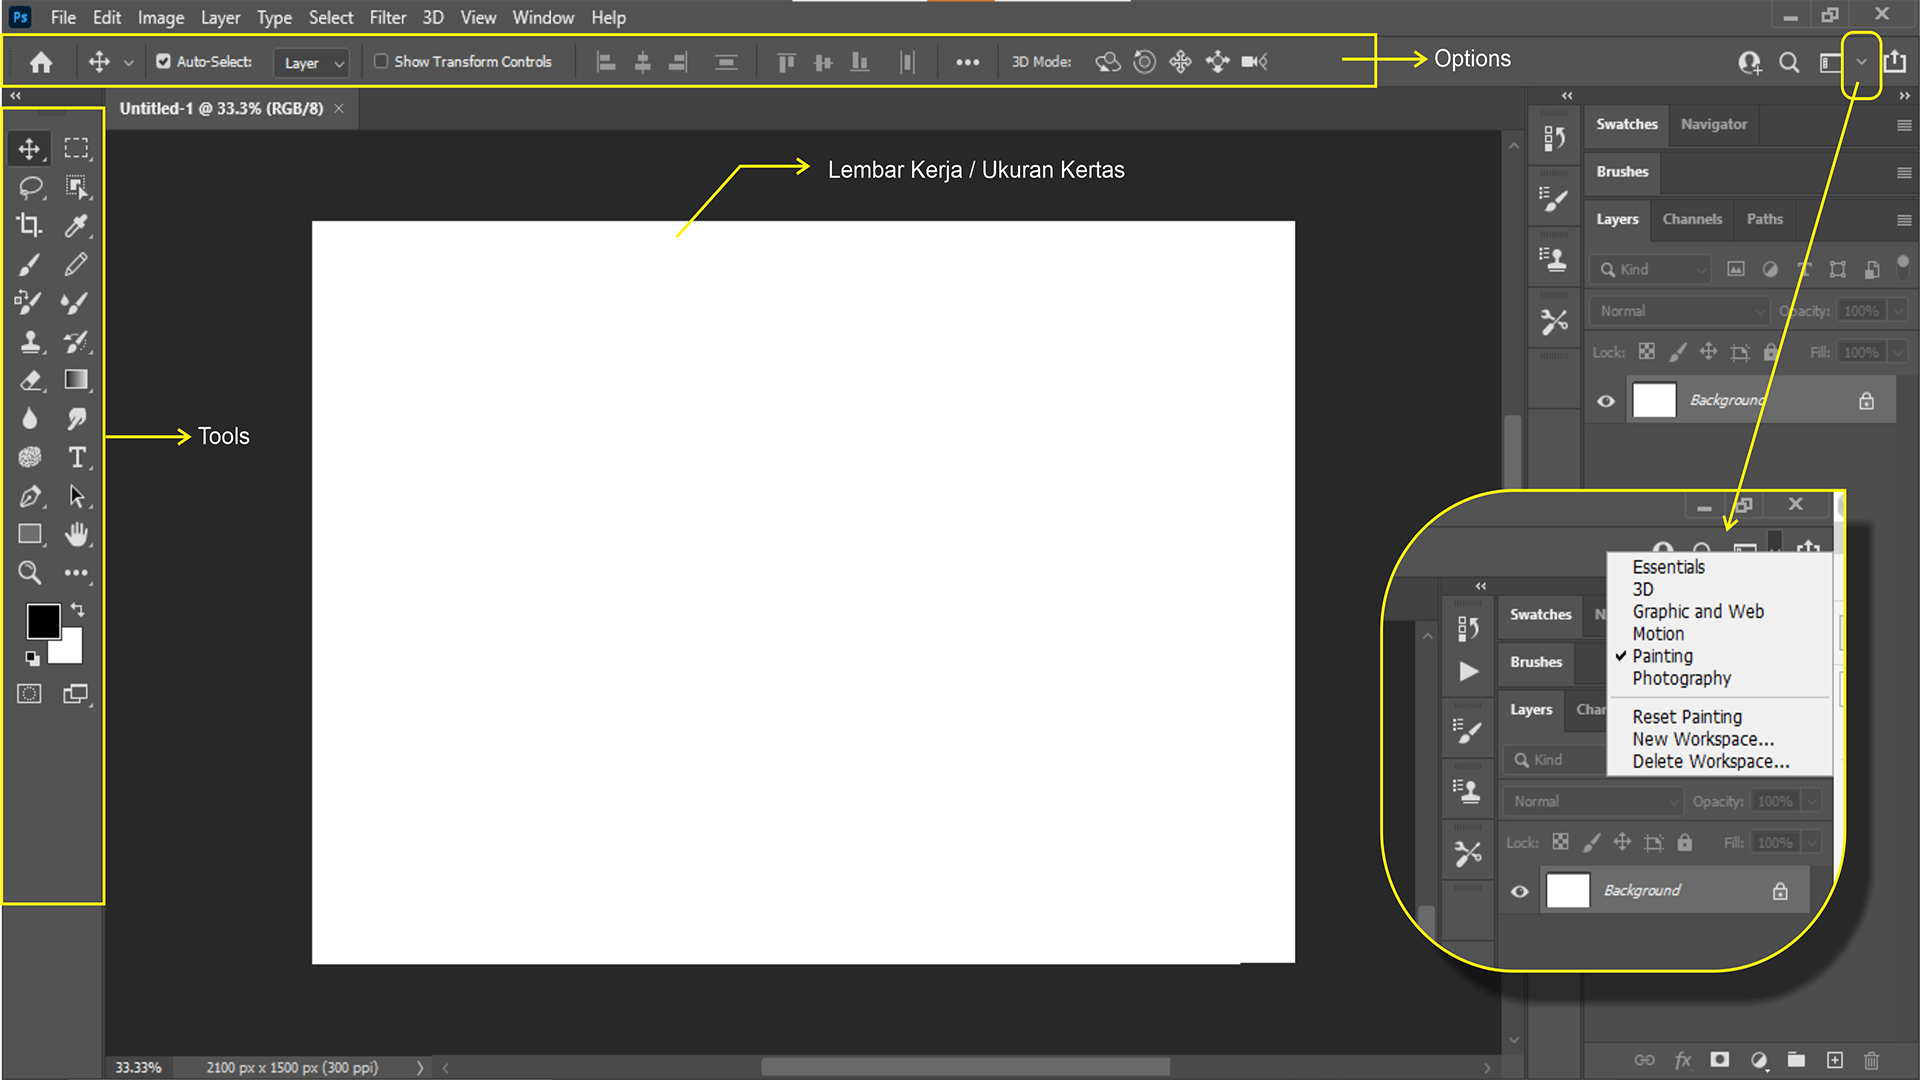 Ps File Edit Image Layer Type Select Filter 3D View Window Help
Auto-Select: Layer Show Transform Controls 3D Mode:
Options
Untitled-1 @ 33.3% (RGB/8)
Lembar Kerja / Ukuran Kertas
Tools
Swatches Navigator
Brushes
Layers Channels Paths
Kind
Normal Opacity: 100%
Lock: Fill: 100%
Background
Essentials
3D
Graphic and Web
Motion
Painting
Photography
Reset Painting
New Workspace...
Delete Workspace...
Swatches N
Brushes
Layers Char
Kind
Normal Opacity: 100%
Lock: Fill: 100%
Background
33.33% 2100 px x 1500 px (300 ppi)
fx